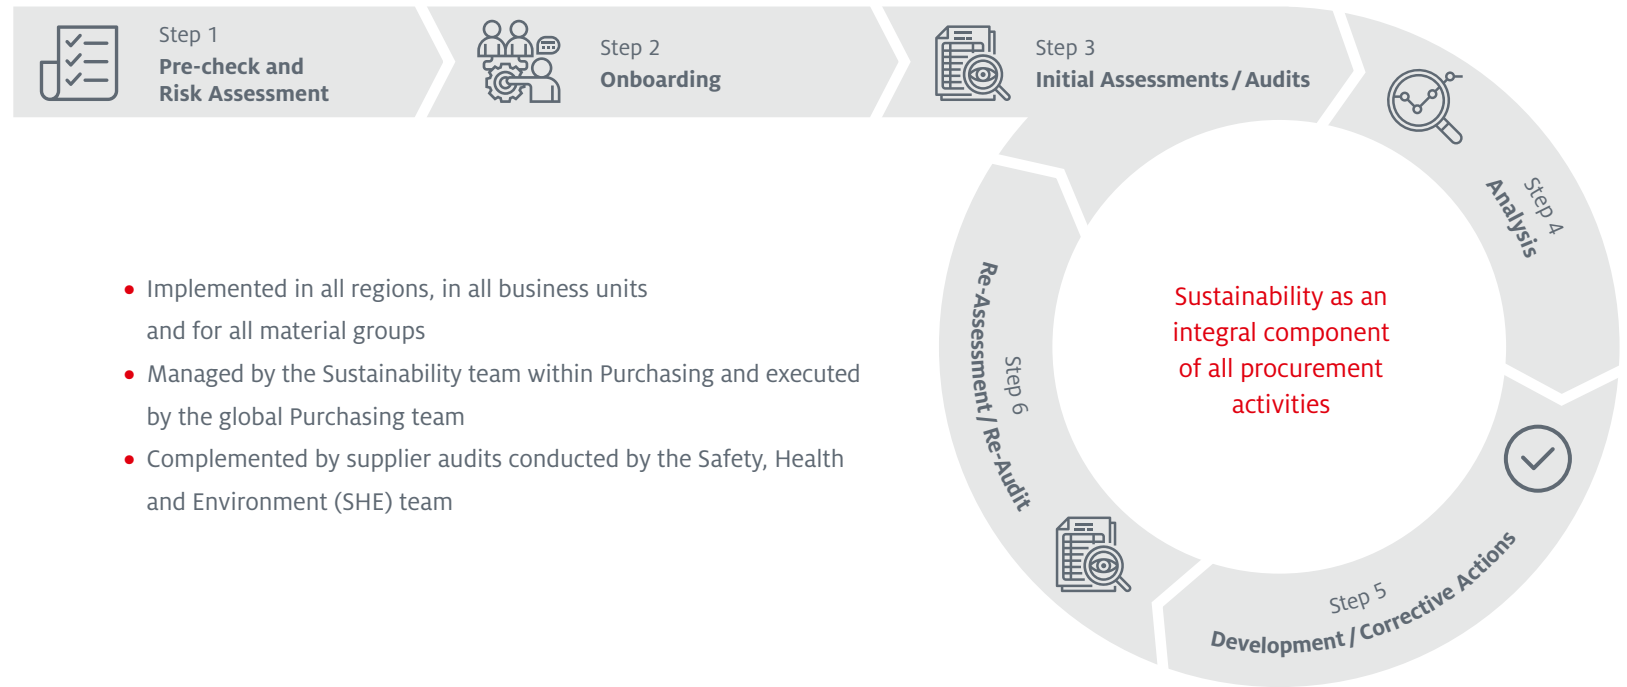 Step 1
Pre-check and
Risk Assessment
Step 2
Onboarding
Step 3
Initial Assessments / Audits
Step 4
Analysis
Step 5
Development / Corrective Actions
Step 6
Re-Assessment / Re-Audit
Sustainability as an
integral component
of all procurement
activities
• Implemented in all regions, in all business units
and for all material groups
• Managed by the Sustainability team within Purchasing and executed
by the global Purchasing team
• Complemented by supplier audits conducted by the Safety, Health
and Environment (SHE) team